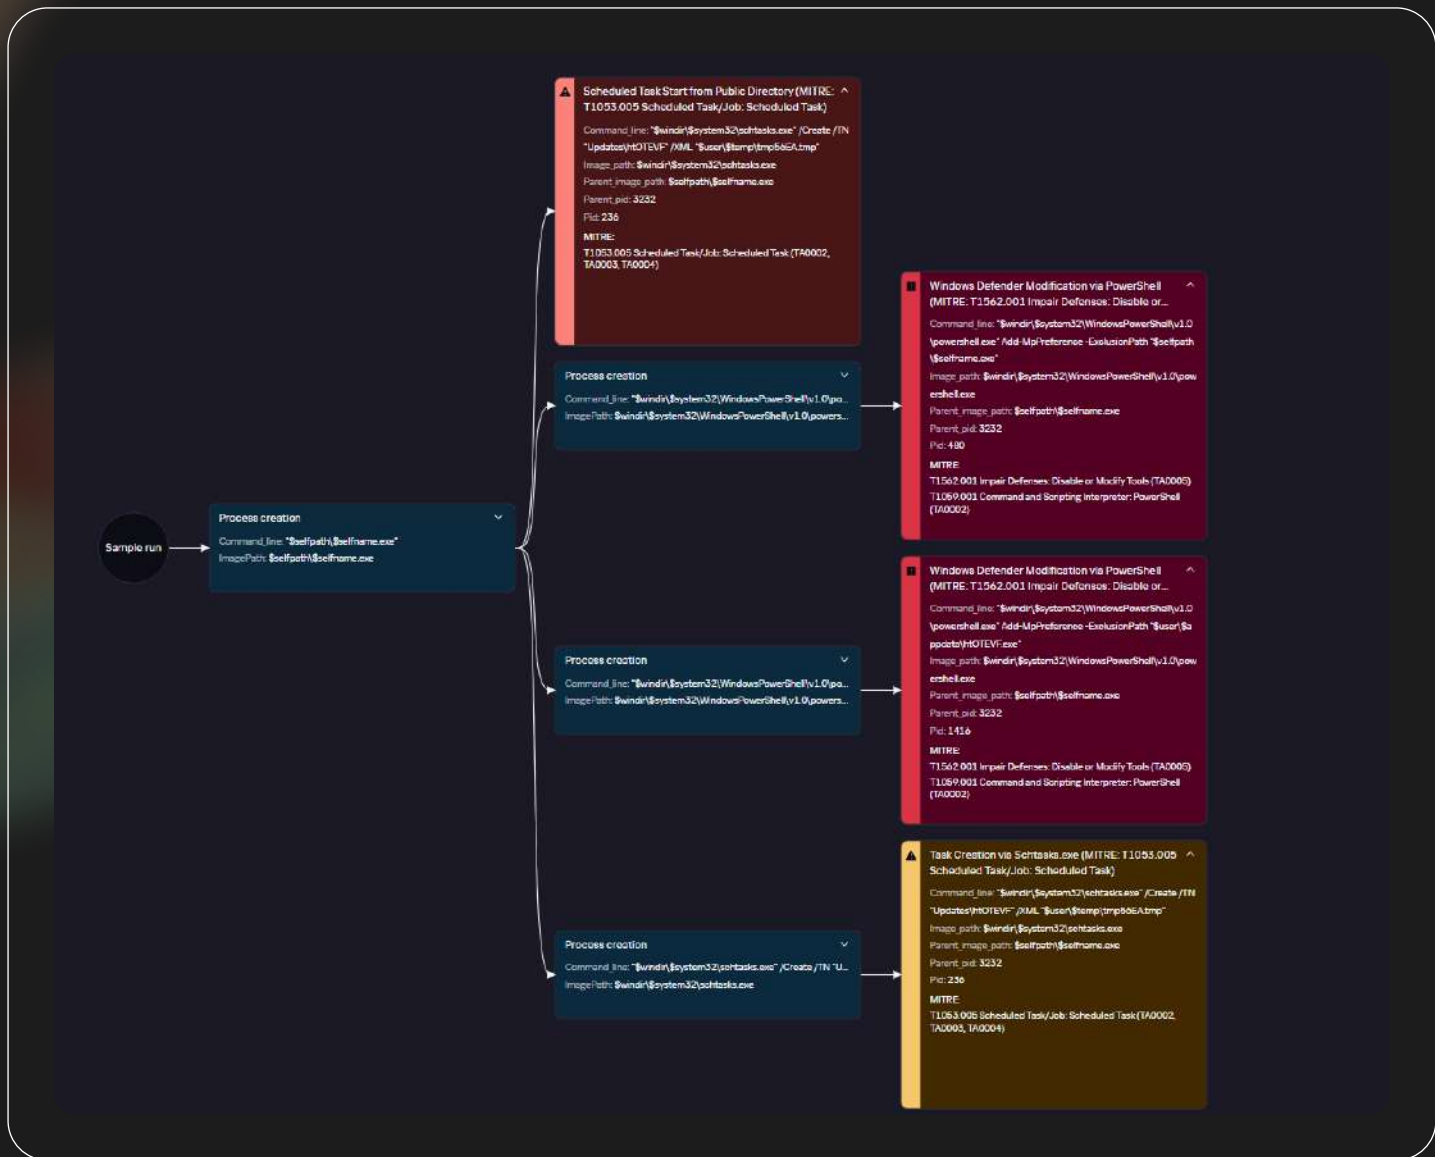 Scheduled Task Start from Public Directory (MITRE:
T1053.005 Scheduled Task/Job: Scheduled Task)
Command_line: "$windir\$system32\schtasks.exe" /Create /TN
"Updates\htOTEVF" /XML "$user\$temp\tmp56EA.tmp"
Image_path: $windir\$system32\schtasks.exe
Parent_image_path: $selfpath\$selfname.exe
Parent_pid: 3232
Pid: 236
MITRE:
T1053.005 Scheduled Task/Job: Scheduled Task (TA0002,
TA0003, TA0004)
Windows Defender Modification via PowerShell
(MITRE: T1562.001 Impair Defenses: Disable or...
Command_line: "$windir\$system32\WindowsPowerShell\v1.0
\powershell.exe" Add-MpPreference -ExclusionPath "$selfpath
\$selfname.exe"
Image_path: $windir\$system32\WindowsPowerShell\v1.0\pow
ershell.exe
Parent_image_path: $selfpath\$selfname.exe
Parent_pid: 3232
Pid: 480
MITRE:
T1562.001 Impair Defenses: Disable or Modify Tools (TA0005)
T1059.001 Command and Scripting Interpreter: PowerShell
(TA0002)
Process creation
Command_line: "$windir\$system32\WindowsPowerShell\v1.0\po...
ImagePath: $windir\$system32\WindowsPowerShell\v1.0\powers...
Sample run
Process creation
Command_line: "$selfpath\$selfname.exe"
ImagePath: $selfpath\$selfname.exe
Windows Defender Modification via PowerShell
(MITRE: T1562.001 Impair Defenses: Disable or...
Command_line: "$windir\$system32\WindowsPowerShell\v1.0
\powershell.exe" Add-MpPreference -ExclusionPath "$user\$a
ppdata\htOTEVF.exe"
Image_path: $windir\$system32\WindowsPowerShell\v1.0\pow
ershell.exe
Parent_image_path: $selfpath\$selfname.exe
Parent_pid: 3232
Pid: 1416
MITRE:
T1562.001 Impair Defenses: Disable or Modify Tools (TA0005)
T1059.001 Command and Scripting Interpreter: PowerShell
(TA0002)
Process creation
Command_line: "$windir\$system32\WindowsPowerShell\v1.0\po...
ImagePath: $windir\$system32\WindowsPowerShell\v1.0\powers...
Task Creation via Schtasks.exe (MITRE: T1053.005
Scheduled Task/Job: Scheduled Task)
Command_line: "$windir\$system32\schtasks.exe" /Create /TN
"Updates\htOTEVF" /XML "$user\$temp\tmp56EA.tmp"
Image_path: $windir\$system32\schtasks.exe
Parent_image_path: $selfpath\$selfname.exe
Parent_pid: 3232
Pid: 236
MITRE:
T1053.005 Scheduled Task/Job: Scheduled Task (TA0002,
TA0003, TA0004)
Process creation
Command_line: "$windir\$system32\schtasks.exe" /Create /TN "U...
ImagePath: $windir\$system32\schtasks.exe